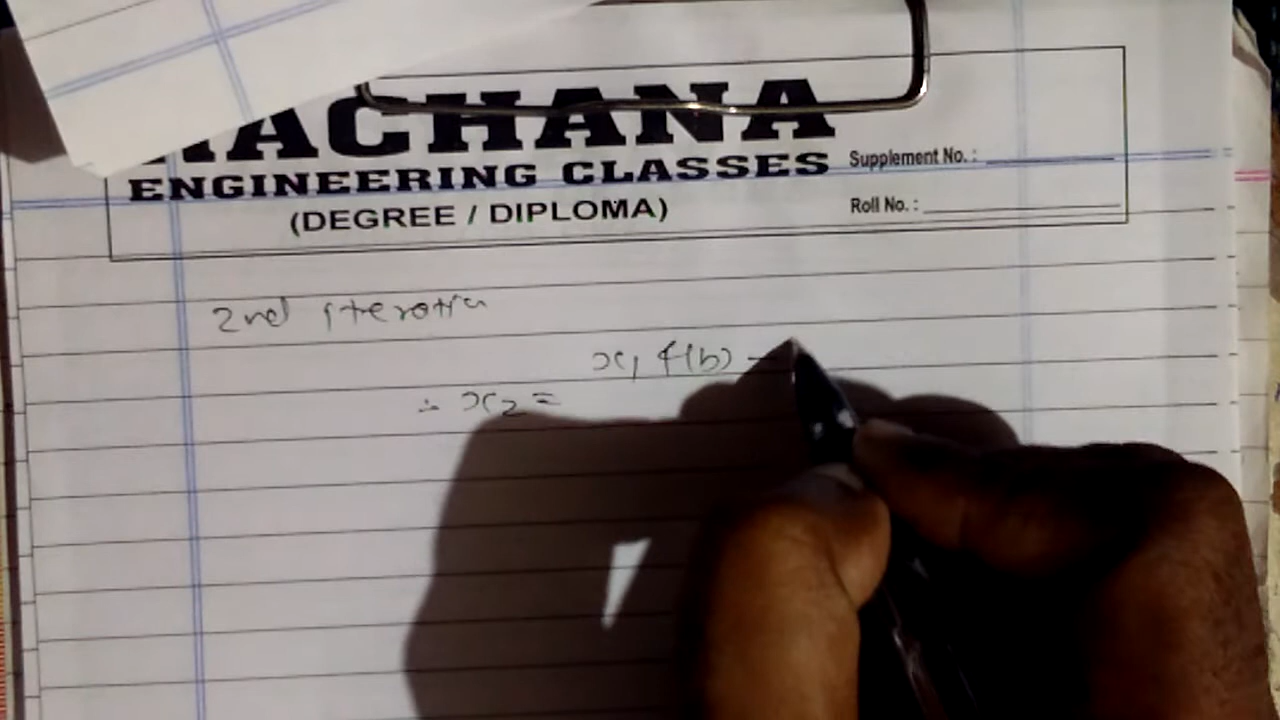 RACHANA
ENGINEERING CLASSES
(DEGREE / DIPLOMA)
Supplement No. :
Roll No. :
2nd iteration
x₁ f(b) -
∴ x₂ =